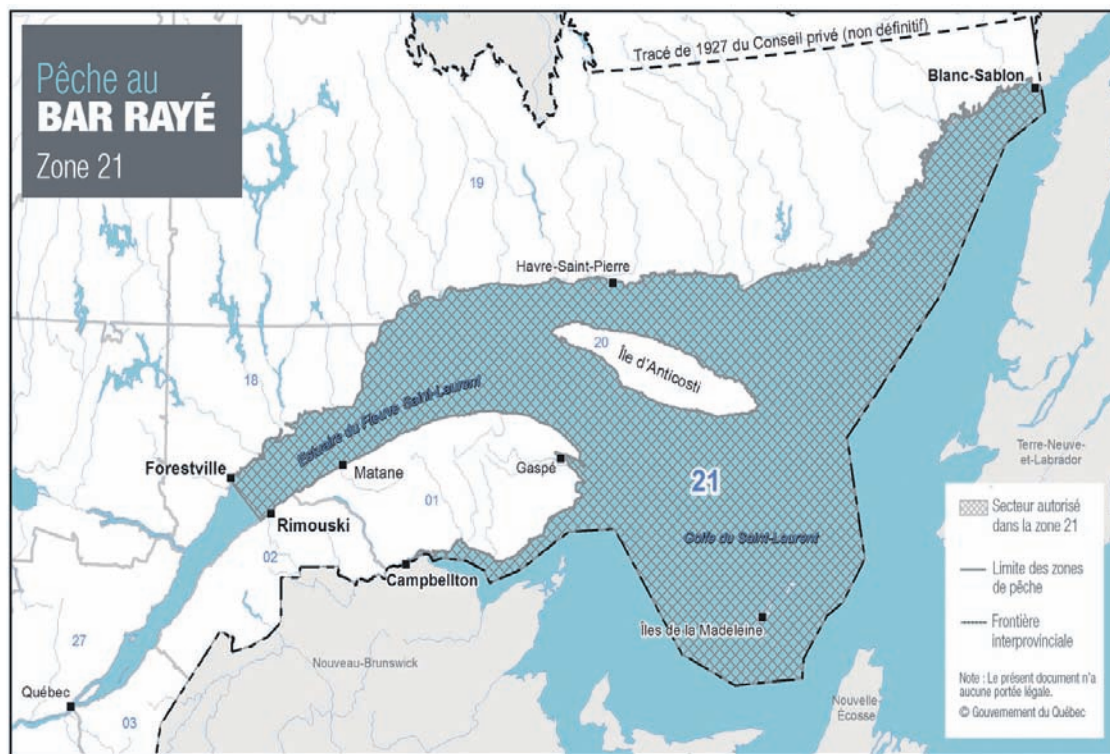 Pêche au
BAR RAYÉ
Zone 21
Tracé de 1927 du Conseil privé (non définitif)
Blanc-Sablon
19
Havre-Saint-Pierre
20
Île d'Anticosti
18
Estuaire du Fleuve Saint-Laurent
Forestville
Matane
Gaspé
21
Terre-Neuve-
et-Labrador
01
Rimouski
Golfe du Saint-Laurent
02
Campbellton
Îles de la Madeleine
27
Nouveau-Brunswick
Québec
03
Nouvelle-
Écosse
Secteur autorisé
dans la zone 21
Limite des zones
de pêche
Frontière
interprovinciale
Note : Le présent document n'a
aucune portée légale.
© Gouvernement du Québec